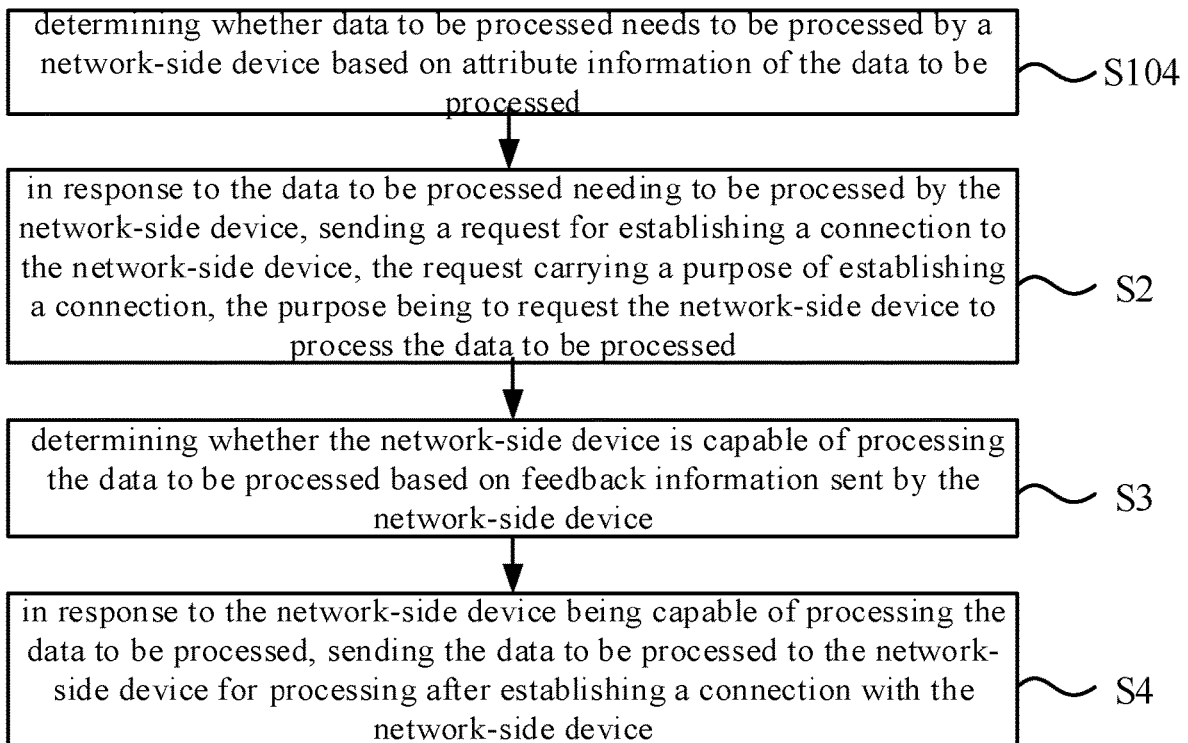 determining whether data to be processed needs to be processed by a
network-side device based on attribute information of the data to be
processed
S104
in response to the data to be processed needing to be processed by the
network-side device, sending a request for establishing a connection to
the network-side device, the request carrying a purpose of establishing
a connection, the purpose being to request the network-side device to
process the data to be processed
S2
determining whether the network-side device is capable of processing
the data to be processed based on feedback information sent by the
network-side device
S3
in response to the network-side device being capable of processing the
data to be processed, sending the data to be processed to the network-
side device for processing after establishing a connection with the
network-side device
S4